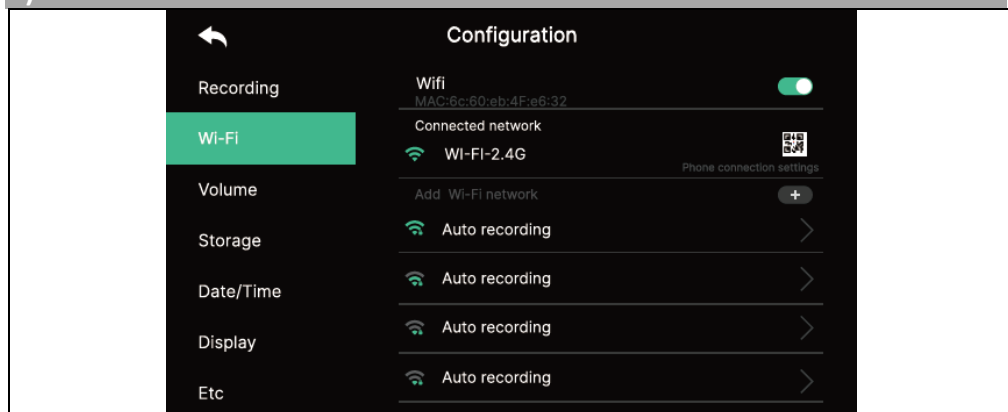 Configuration
Recording
Wi-Fi
Volume
Storage
Date/Time
Display
Etc
Wifi
MAC:6c:60:eb:4F:e6:32
Connected network
WI-FI-2.4G
Phone connection settings
Add Wi-Fi network
+
Auto recording
Auto recording
Auto recording
Auto recording